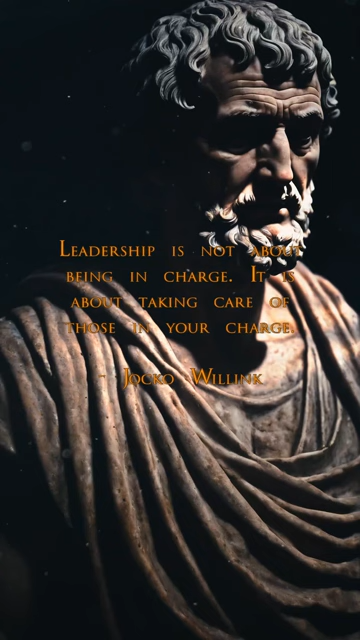 Leadership is not about
being in charge. It is
about taking care of
those in your charge.
- Jocko Willink